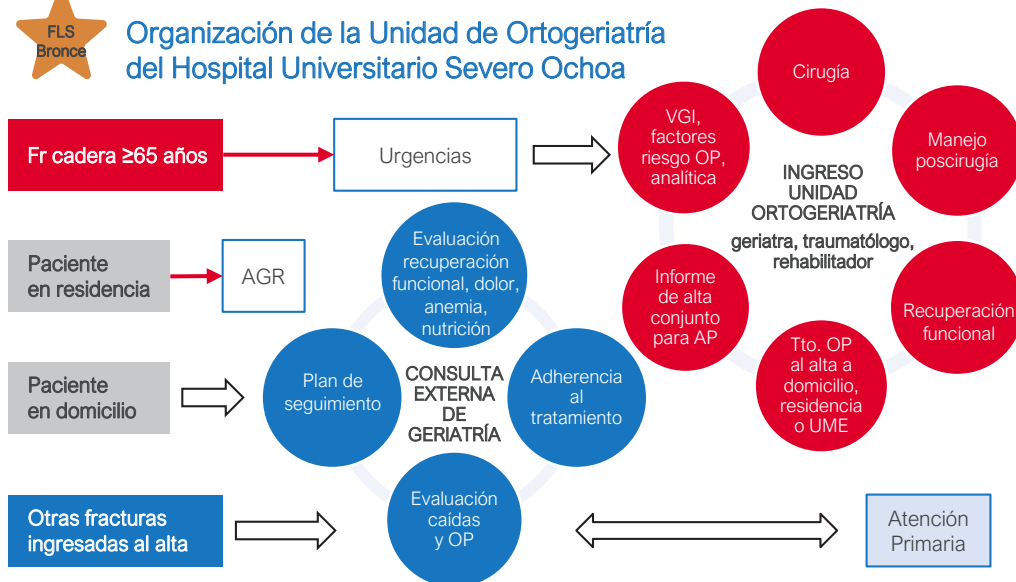 FLS
Bronce
Organización de la Unidad de Ortogeriatría
del Hospital Universitario Severo Ochoa
Fr cadera ≥65 años
Urgencias
VGI,
factores
riesgo OP,
analítica
Cirugía
Manejo
poscirugía
Recuperación
funcional
Tto. OP
al alta a
domicilio,
residencia
o UME
Informe
de alta
conjunto
para AP
INGRESO
UNIDAD
ORTOGERIATRÍA
geriatra, traumatólogo,
rehabilitador
Paciente
en residencia
AGR
Paciente
en domicilio
Evaluación
recuperación
funcional, dolor,
anemia,
nutrición
Plan de
seguimiento
CONSULTA
EXTERNA
DE
GERIATRÍA
Adherencia
al
tratamiento
Evaluación
caídas
y OP
Otras fracturas
ingresadas al alta
Atención
Primaria